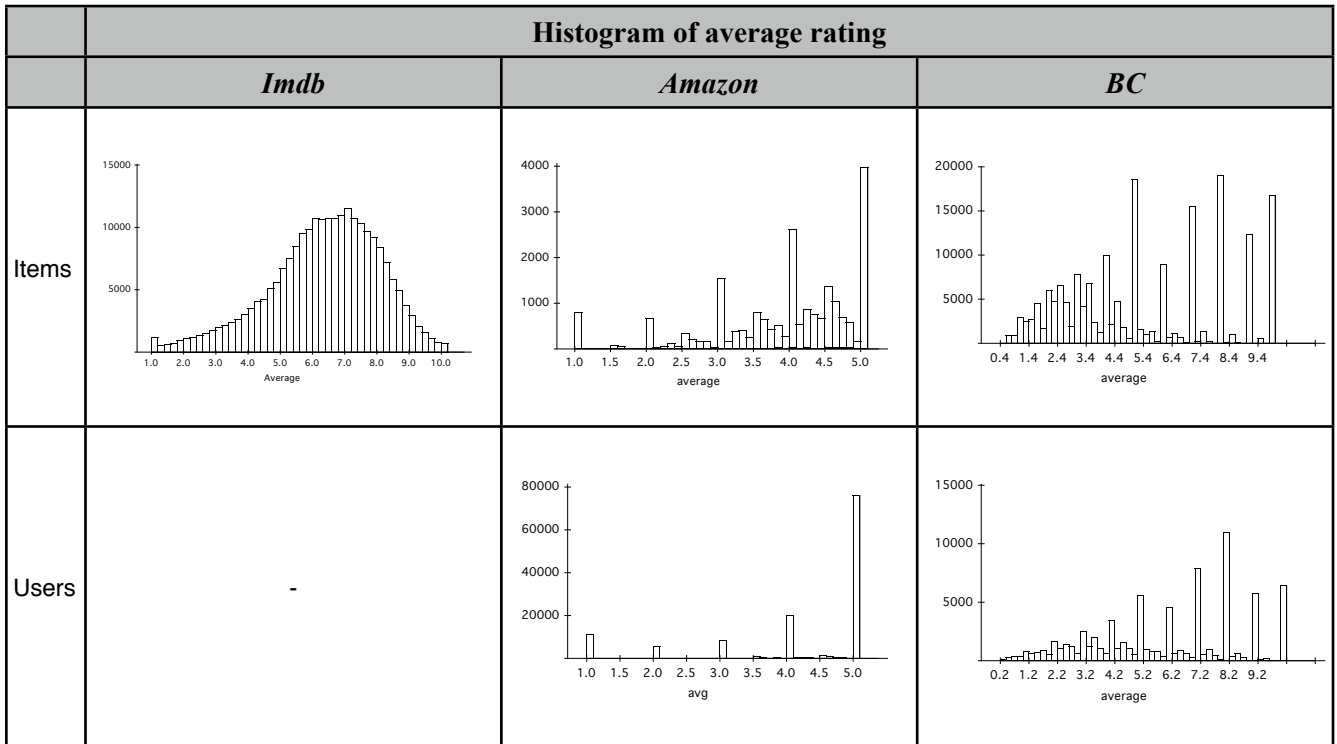 Histogram of average rating
Imdb Amazon BC
Items
15000
10000
5000
1.0 2.0 3.0 4.0 5.0 6.0 7.0 8.0 9.0 10.0
Average
4000
3000
2000
1000
1.0 1.5 2.0 2.5 3.0 3.5 4.0 4.5 5.0
average
20000
15000
10000
5000
0.4 1.4 2.4 3.4 4.4 5.4 6.4 7.4 8.4 9.4
average
Users
-
80000
60000
40000
20000
1.0 1.5 2.0 2.5 3.0 3.5 4.0 4.5 5.0
avg
15000
10000
5000
0.2 1.2 2.2 3.2 4.2 5.2 6.2 7.2 8.2 9.2
average